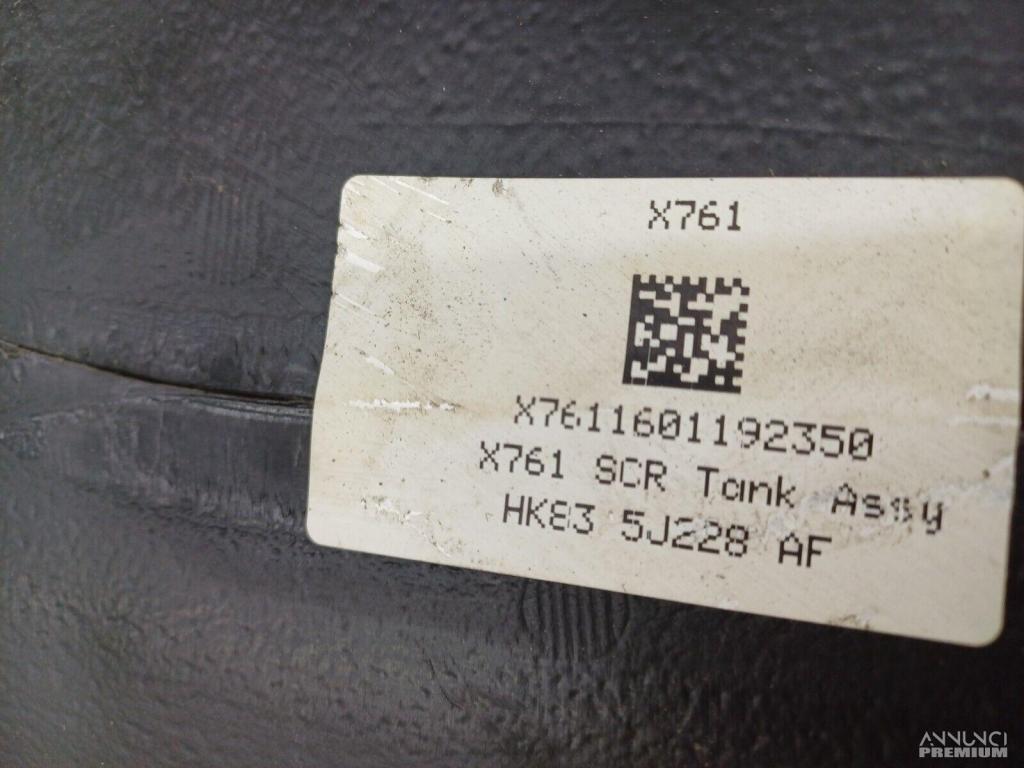 X761
X7611601192350
X761 SCR Tank Assy
HK83 5J228 AF
ANNUNCI
PREMIUM